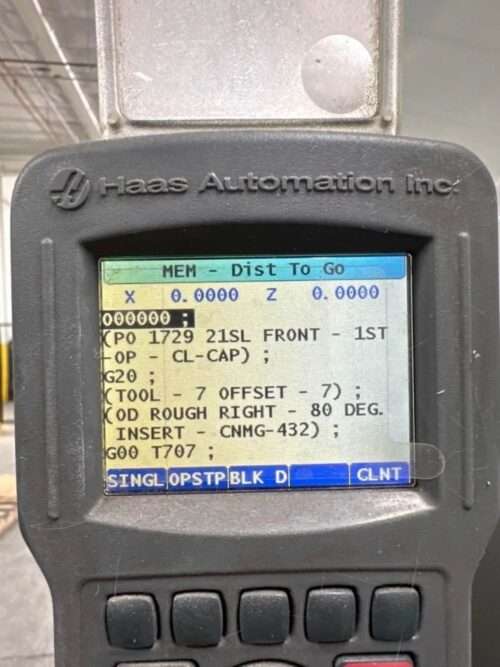 Haas Automation Inc.
MEM - Dist To Go
X 0.0000 Z 0.0000
O00000 ;
(PO 1729 21SL FRONT - 1ST
-OP - CL-CAP) ;
G20 ;
(TOOL - 7 OFFSET - 7) ;
(OD ROUGH RIGHT - 80 DEG.
INSERT - CNMG-432) ;
G00 T707 ;
SINGL OPSTP BLK D CLNT